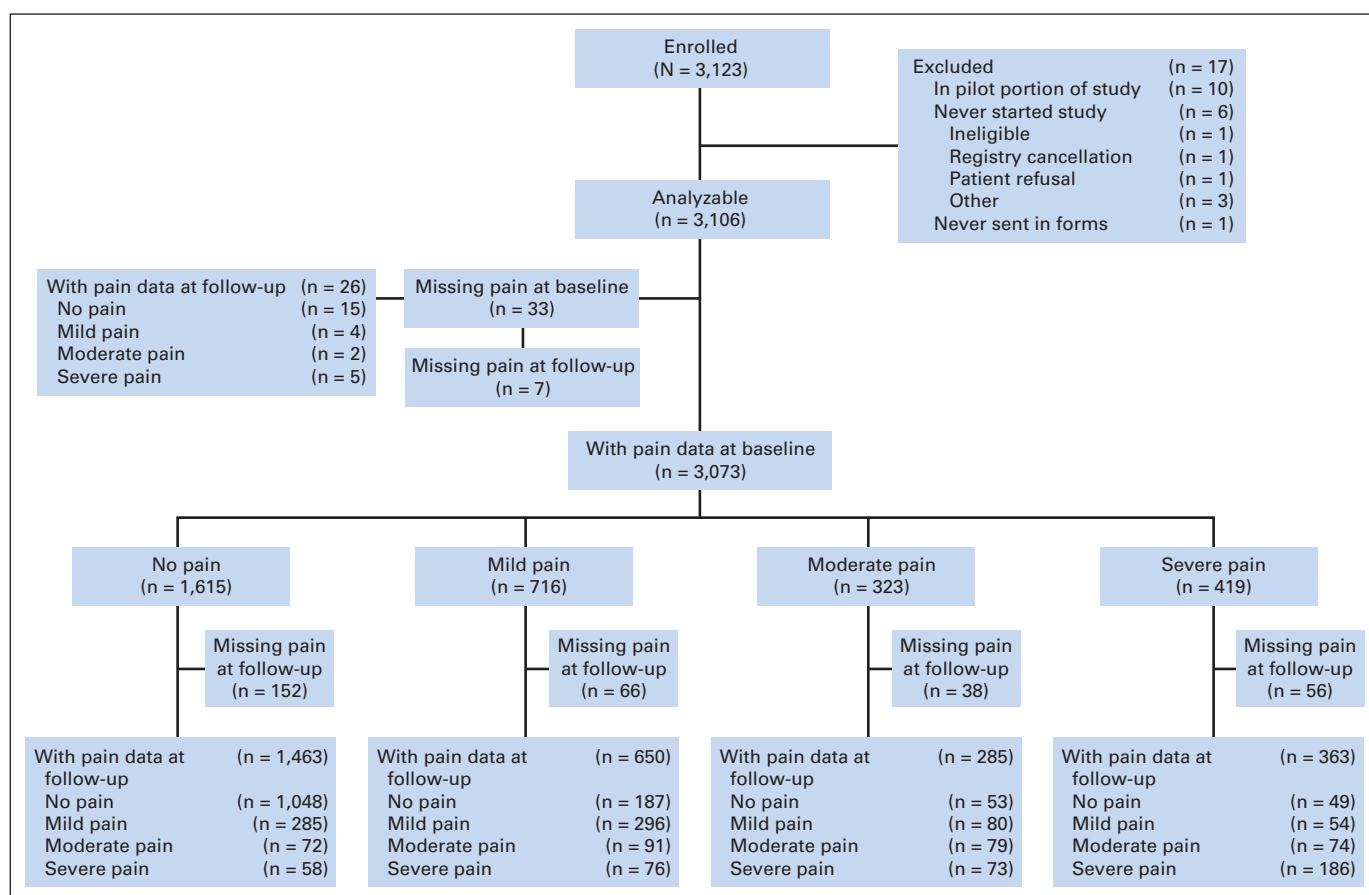 Enrolled
(N = 3,123)
Excluded (n = 17)
In pilot portion of study (n = 10)
Never started study (n = 6)
Ineligible (n = 1)
Registry cancellation (n = 1)
Patient refusal (n = 1)
Other (n = 3)
Never sent in forms (n = 1)
Analyzable
(n = 3,106)
With pain data at follow-up (n = 26)
No pain (n = 15)
Mild pain (n = 4)
Moderate pain (n = 2)
Severe pain (n = 5)
Missing pain at baseline
(n = 33)
Missing pain at follow-up
(n = 7)
With pain data at baseline
(n = 3,073)
No pain
(n = 1,615)
Mild pain
(n = 716)
Moderate pain
(n = 323)
Severe pain
(n = 419)
Missing pain
at follow-up
(n = 152)
Missing pain
at follow-up
(n = 66)
Missing pain
at follow-up
(n = 38)
Missing pain
at follow-up
(n = 56)
With pain data at (n = 1,463)
follow-up
No pain (n = 1,048)
Mild pain (n = 285)
Moderate pain (n = 72)
Severe pain (n = 58)
With pain data at (n = 650)
follow-up
No pain (n = 187)
Mild pain (n = 296)
Moderate pain (n = 91)
Severe pain (n = 76)
With pain data at (n = 285)
follow-up
No pain (n = 53)
Mild pain (n = 80)
Moderate pain (n = 79)
Severe pain (n = 73)
With pain data at (n = 363)
follow-up
No pain (n = 49)
Mild pain (n = 54)
Moderate pain (n = 74)
Severe pain (n = 186)